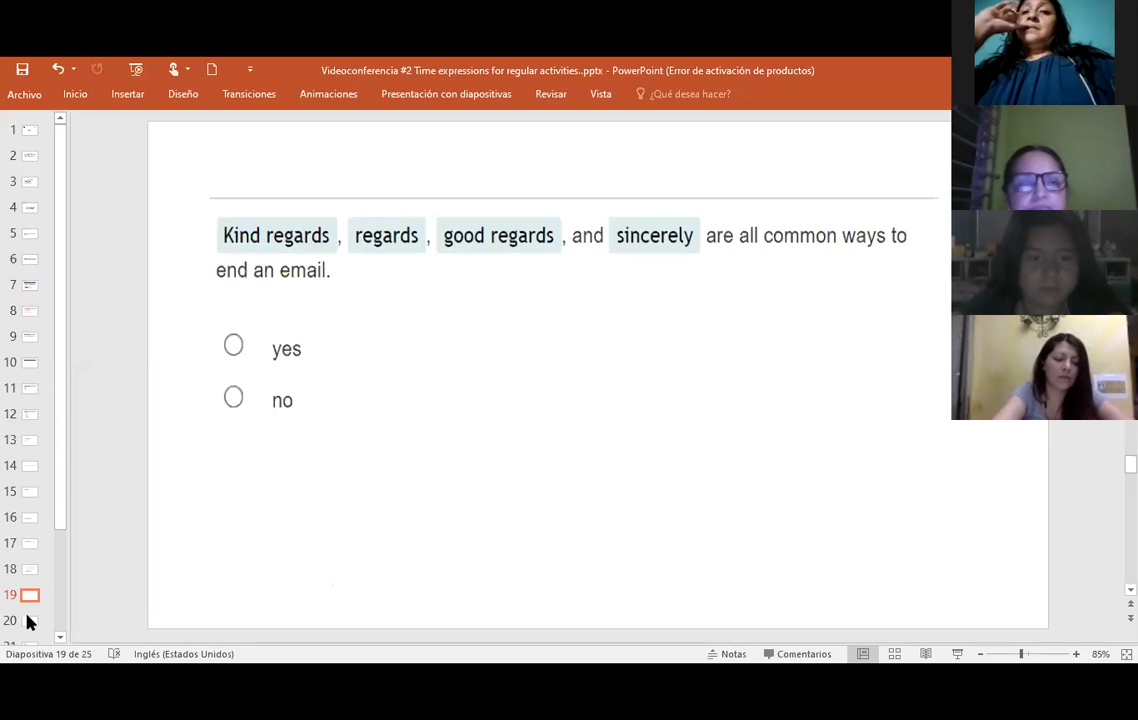 Videoconferencia #2 Time expressions for regular activities..pptx - PowerPoint (Error de activación de productos)
Archivo Inicio Insertar Diseño Transiciones Animaciones Presentación con diapositivas Revisar Vista ¿Qué desea hacer?
1
2
3
4
5
6
7
8
9
10
11
12
13
14
15
16
17
18
19
20
Kind regards , regards , good regards , and sincerely are all common ways to
end an email.
yes
no
Diapositiva 19 de 25 Inglés (Estados Unidos) Notas Comentarios 85%